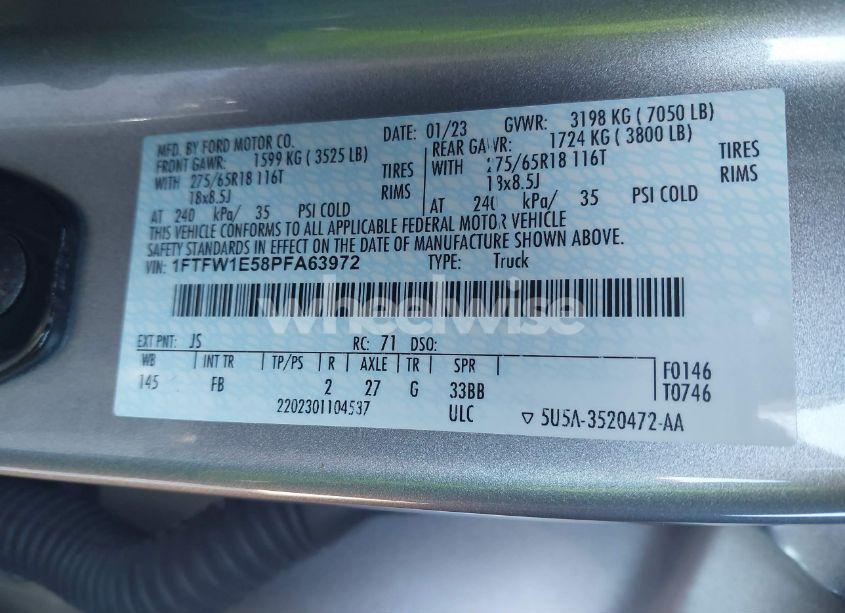 MFD. BY FORD MOTOR CO. DATE: 01/23 GVWR: 3198 KG ( 7050 LB)
FRONT GAWR: 1599 KG ( 3525 LB) REAR GAWR: 1724 KG ( 3800 LB)
WITH 275/65R18 116T TIRES WITH 275/65R18 116T TIRES
18x8.5J RIMS 18x8.5J RIMS
AT 240 kPa/ 35 PSI COLD AT 240 kPa/ 35 PSI COLD
THIS VEHICLE CONFORMS TO ALL APPLICABLE FEDERAL MOTOR VEHICLE
SAFETY STANDARDS IN EFFECT ON THE DATE OF MANUFACTURE SHOWN ABOVE.
VIN: 1FTFW1E58PFA63972 TYPE: Truck
wheelwise
EXT PNT: JS RC: 71 DSO:
WB INT TR TP/PS R AXLE TR SPR F0146
145 FB 2 27 G 33BB T0746
2202301104537 ULC ▽ 5U5A-3520472-AA